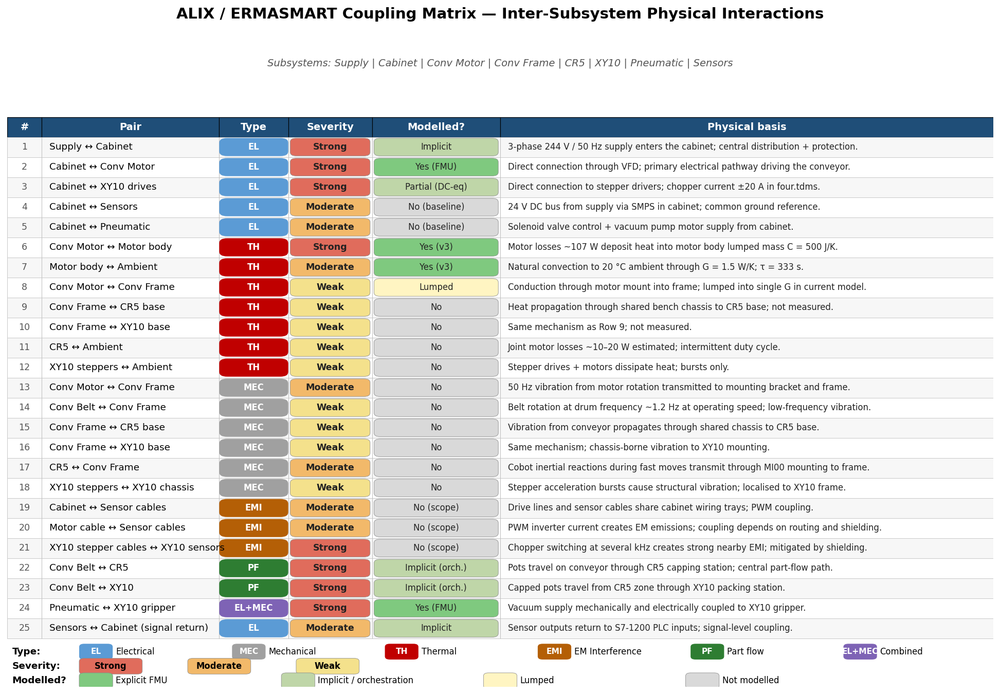 ALIX / ERMASMART Coupling Matrix — Inter-Subsystem Physical Interactions
Subsystems: Supply | Cabinet | Conv Motor | Conv Frame | CR5 | XY10 | Pneumatic | Sensors
# Pair Type Severity Modelled? Physical basis
1 Supply ↔ Cabinet EL Strong Implicit 3-phase 244 V / 50 Hz supply enters the cabinet; central distribution + protection.
2 Cabinet ↔ Conv Motor EL Strong Yes (FMU) Direct connection through VFD; primary electrical pathway driving the conveyor.
3 Cabinet ↔ XY10 drives EL Strong Partial (DC-eq) Direct connection to stepper drivers; chopper current ±20 A in four.tdms.
4 Cabinet ↔ Sensors EL Moderate No (baseline) 24 V DC bus from supply via SMPS in cabinet; common ground reference.
5 Cabinet ↔ Pneumatic EL Moderate No (baseline) Solenoid valve control + vacuum pump motor supply from cabinet.
6 Conv Motor ↔ Motor body TH Strong Yes (v3) Motor losses ~107 W deposit heat into motor body lumped mass C = 500 J/K.
7 Motor body ↔ Ambient TH Moderate Yes (v3) Natural convection to 20 °C ambient through G = 1.5 W/K; τ = 333 s.
8 Conv Motor ↔ Conv Frame TH Weak Lumped Conduction through motor mount into frame; lumped into single G in current model.
9 Conv Frame ↔ CR5 base TH Weak No Heat propagation through shared bench chassis to CR5 base; not measured.
10 Conv Frame ↔ XY10 base TH Weak No Same mechanism as Row 9; not measured.
11 CR5 ↔ Ambient TH Weak No Joint motor losses ~10–20 W estimated; intermittent duty cycle.
12 XY10 steppers ↔ Ambient TH Weak No Stepper drives + motors dissipate heat; bursts only.
13 Conv Motor ↔ Conv Frame MEC Moderate No 50 Hz vibration from motor rotation transmitted to mounting bracket and frame.
14 Conv Belt ↔ Conv Frame MEC Weak No Belt rotation at drum frequency ~1.2 Hz at operating speed; low-frequency vibration.
15 Conv Frame ↔ CR5 base MEC Weak No Vibration from conveyor propagates through shared chassis to CR5 base.
16 Conv Frame ↔ XY10 base MEC Weak No Same mechanism; chassis-borne vibration to XY10 mounting.
17 CR5 ↔ Conv Frame MEC Moderate No Cobot inertial reactions during fast moves transmit through MI00 mounting to frame.
18 XY10 steppers ↔ XY10 chassis MEC Weak No Stepper acceleration bursts cause structural vibration; localised to XY10 frame.
19 Cabinet ↔ Sensor cables EMI Moderate No (scope) Drive lines and sensor cables share cabinet wiring trays; PWM coupling.
20 Motor cable ↔ Sensor cables EMI Moderate No (scope) PWM inverter current creates EM emissions; coupling depends on routing and shielding.
21 XY10 stepper cables ↔ XY10 sensors EMI Strong No (scope) Chopper switching at several kHz creates strong nearby EMI; mitigated by shielding.
22 Conv Belt ↔ CR5 PF Strong Implicit (orch.) Pots travel on conveyor through CR5 capping station; central part-flow path.
23 Conv Belt ↔ XY10 PF Strong Implicit (orch.) Capped pots travel from CR5 zone through XY10 packing station.
24 Pneumatic ↔ XY10 gripper EL+MEC Strong Yes (FMU) Vacuum supply mechanically and electrically coupled to XY10 gripper.
25 Sensors ↔ Cabinet (signal return) EL Moderate Implicit Sensor outputs return to S7-1200 PLC inputs; signal-level coupling.
Type: EL Electrical MEC Mechanical TH Thermal EMI EM Interference PF Part flow EL+MEC Combined
Severity: Strong Moderate Weak
Modelled? Explicit FMU Implicit / orchestration Lumped Not modelled